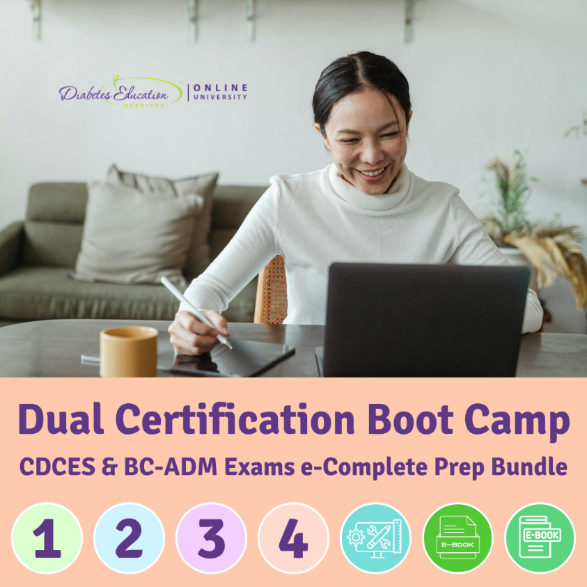 Diabetes Education
SERVICES
ONLINE
UNIVERSITY
Dual Certification Boot Camp
CDCES & BC-ADM Exams e-Complete Prep Bundle
1 2 3 4
E-BOOK
E-BOOK